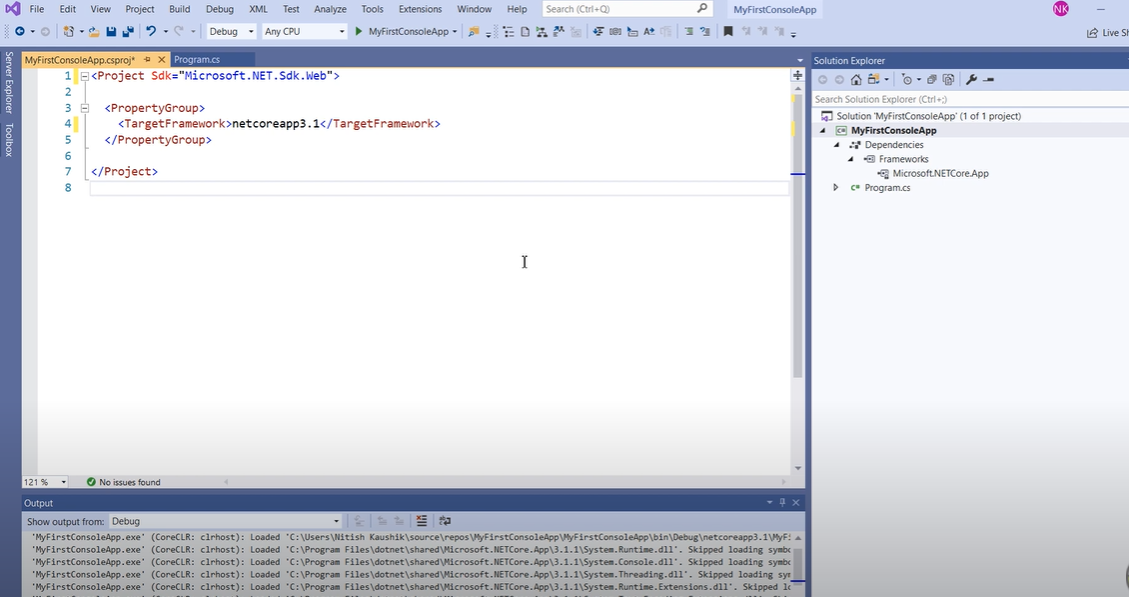 File Edit View Project Build Debug XML Test Analyze Tools Extensions Window Help Search (Ctrl+Q) MyFirstConsoleApp NK
Debug Any CPU MyFirstConsoleApp Live Sh
Server Explorer
Toolbox
MyFirstConsoleApp.csproj* Program.cs
1 <Project Sdk="Microsoft.NET.Sdk.Web">
2
3 <PropertyGroup>
4 <TargetFramework>netcoreapp3.1</TargetFramework>
5 </PropertyGroup>
6
7 </Project>
8
121 % No issues found
Solution Explorer
Search Solution Explorer (Ctrl+;)
Solution 'MyFirstConsoleApp' (1 of 1 project)
MyFirstConsoleApp
Dependencies
Frameworks
Microsoft.NETCore.App
C# Program.cs
Output
Show output from: Debug
'MyFirstConsoleApp.exe' (CoreCLR: clrhost): Loaded 'C:\Users\Nitish Kaushik\source\repos\MyFirstConsoleApp\MyFirstConsoleApp\bin\Debug\netcoreapp3.1\MyFi
'MyFirstConsoleApp.exe' (CoreCLR: clrhost): Loaded 'C:\Program Files\dotnet\shared\Microsoft.NETCore.App\3.1.1\System.Runtime.dll'. Skipped loading symbo
'MyFirstConsoleApp.exe' (CoreCLR: clrhost): Loaded 'C:\Program Files\dotnet\shared\Microsoft.NETCore.App\3.1.1\System.Console.dll'. Skipped loading symbo
'MyFirstConsoleApp.exe' (CoreCLR: clrhost): Loaded 'C:\Program Files\dotnet\shared\Microsoft.NETCore.App\3.1.1\System.Threading.dll'. Skipped loading sym
'MyFirstConsoleApp.exe' (CoreCLR: clrhost): Loaded 'C:\Program Files\dotnet\shared\Microsoft.NETCore.App\3.1.1\System.Runtime.Extensions.dll'. Skipped lo